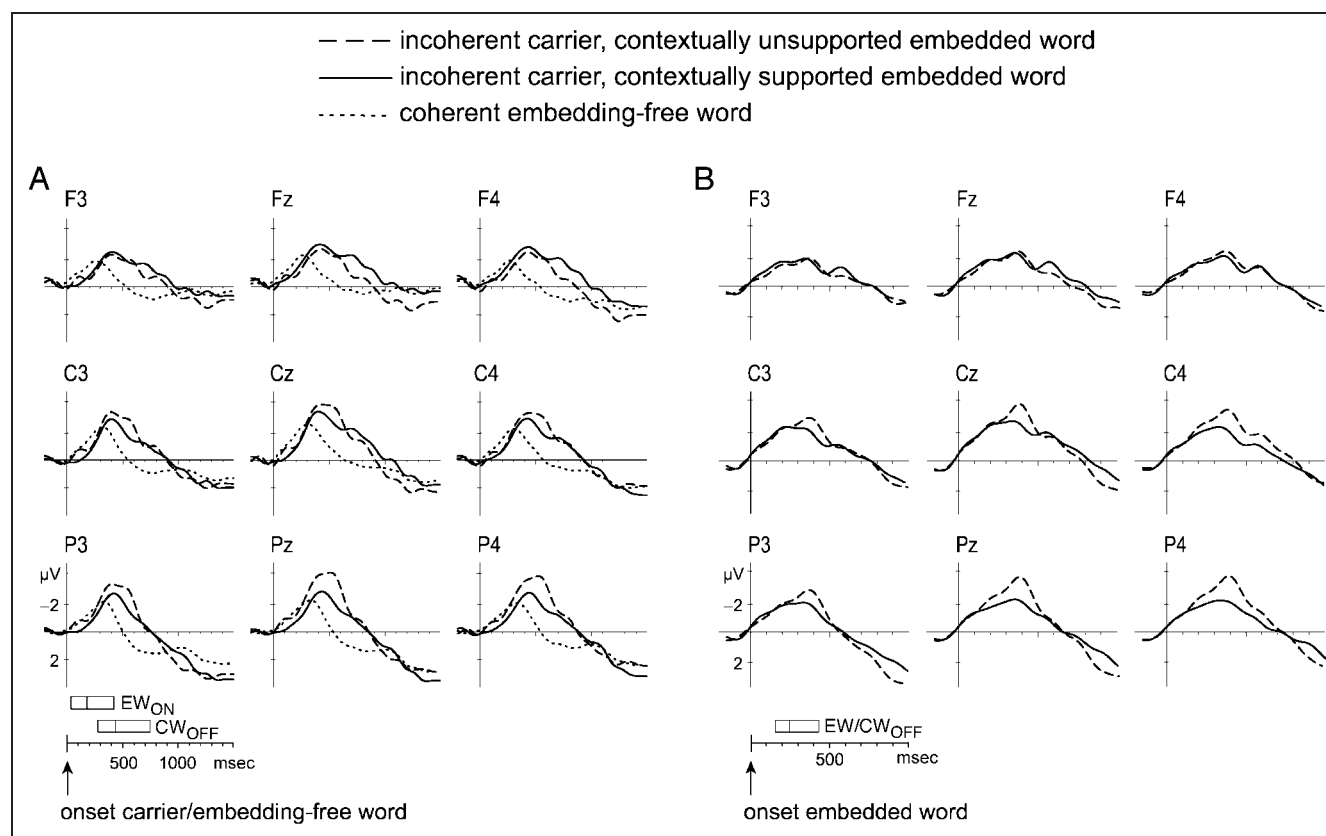 incoherent carrier, contextually unsupported embedded word
incoherent carrier, contextually supported embedded word
coherent embedding-free word
A
F3 Fz F4
C3 Cz C4
P3 Pz P4
µV
−2
2
EWON
CWOFF
500 1000 msec
onset carrier/embedding-free word
B
F3 Fz F4
C3 Cz C4
P3 Pz P4
µV
−2
2
EW/CWOFF
500 msec
onset embedded word